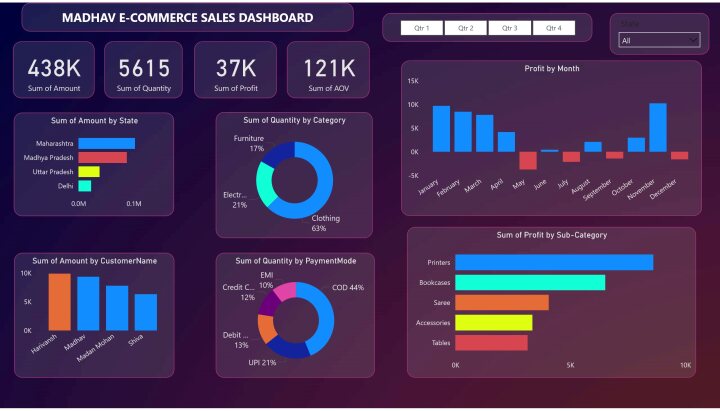 MADHAV E-COMMERCE SALES DASHBOARD
Qtr 1
Qtr 2
Qtr 3
Qtr 4
State
All
438K
Sum of Amount
5615
Sum of Quantity
37K
Sum of Profit
121K
Sum of AOV
Sum of Amount by State
Maharashtra
Madhya Pradesh
Uttar Pradesh
Delhi
0.0M
0.1M
Sum of Quantity by Category
Furniture
17%
Electr...
21%
Clothing
63%
Profit by Month
15K
10K
5K
0K
-5K
January
February
March
April
May
June
July
August
September
October
November
December
Sum of Amount by CustomerName
10K
5K
0K
Harivansh
Madhav
Madan Mohan
Shiva
Sum of Quantity by PaymentMode
EMI
10%
Credit C...
12%
Debit ...
13%
UPI 21%
COD 44%
Sum of Profit by Sub-Category
Printers
Bookcases
Saree
Accessories
Tables
0K
5K
10K